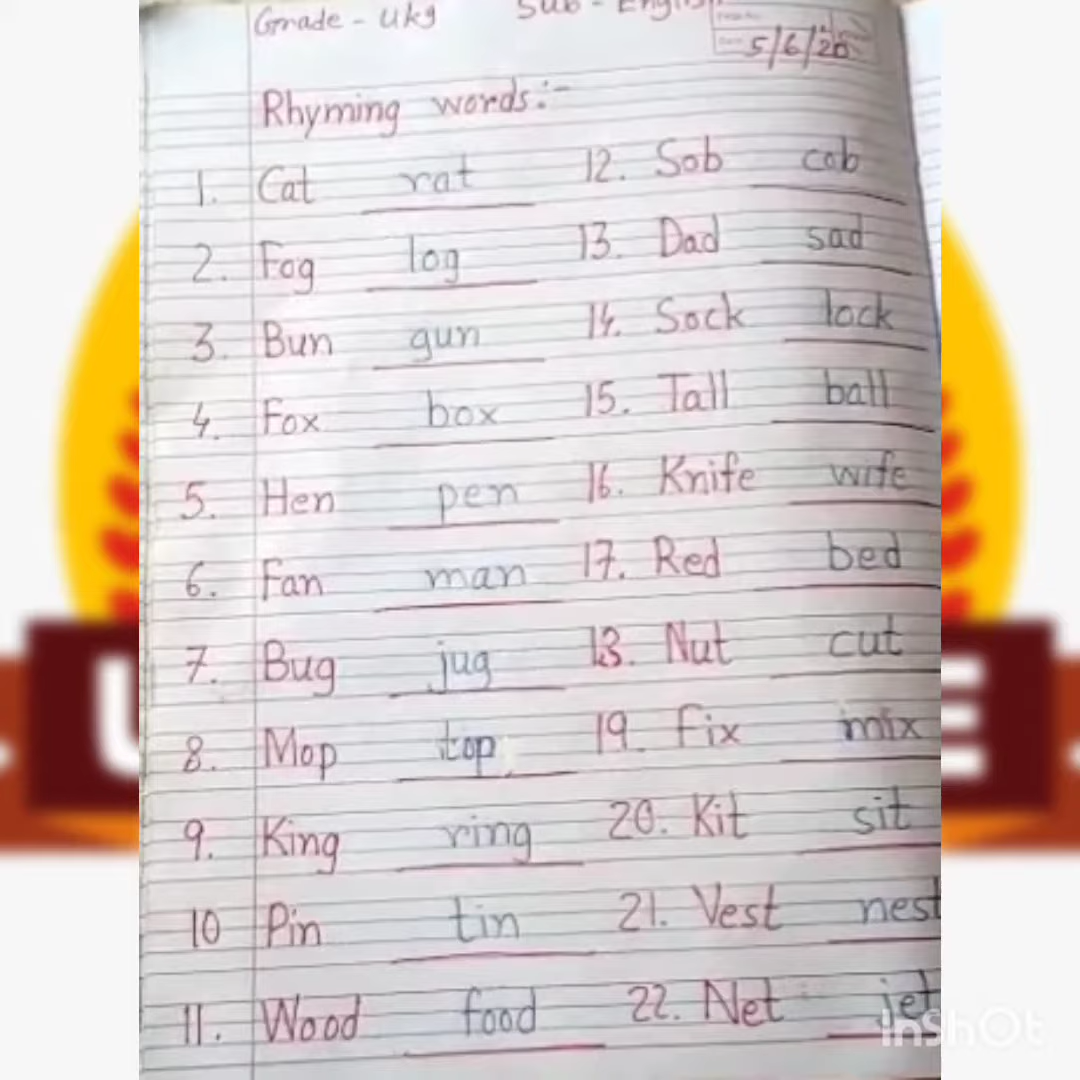 Grade - Ukg Sub - English
5/6/20
Rhyming words:-
1. Cat rat 12. Sob cob
2. Fog log 13. Dad sad
3. Bun gun 14. Sock lock
4. Fox box 15. Tall ball
5. Hen pen 16. Knife wife
6. Fan man 17. Red bed
7. Bug jug 18. Nut cut
8. Mop top 19. Fix mix
9. King ring 20. Kit sit
10 Pin tin 21. Vest nest
11. Wood food 22. Net jet
InShOt